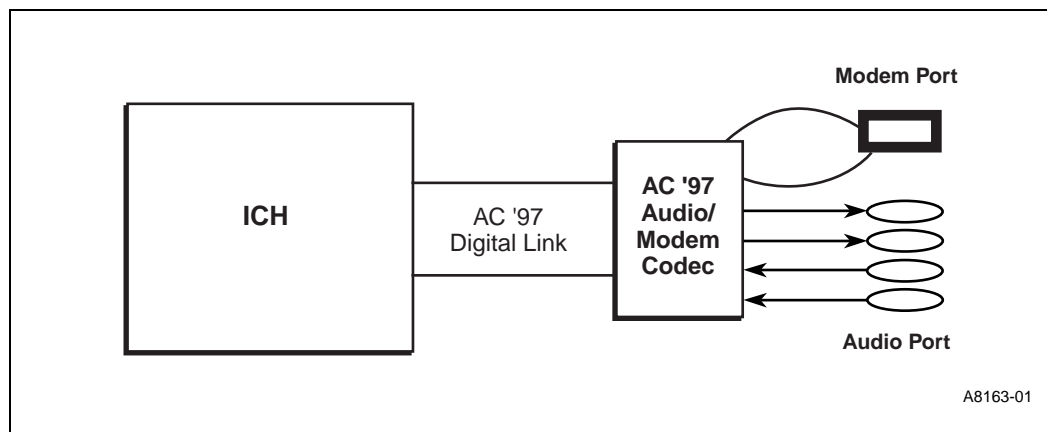 Modem Port
ICH
AC '97
Digital Link
AC '97
Audio/
Modem
Codec
Audio Port
A8163-01